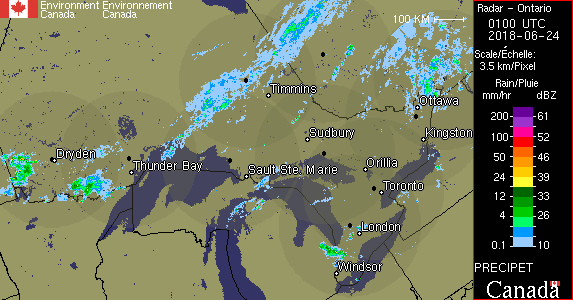 Environment Environnement
Canada Canada
100 KM
Timmins
Ottawa
Sudbury
Kingston
Dryden
Thunder Bay
Sault Ste. Marie
Orillia
Toronto
London
Windsor
Radar - Ontario
0100 UTC
2018-06-24
Scale/Échelle:
3.5 km/Pixel
Rain/Pluie
mm/hr dBZ
200 61
100 52
50 46
24 39
12 33
4 26
0.1 10
PRECIPET
Canada